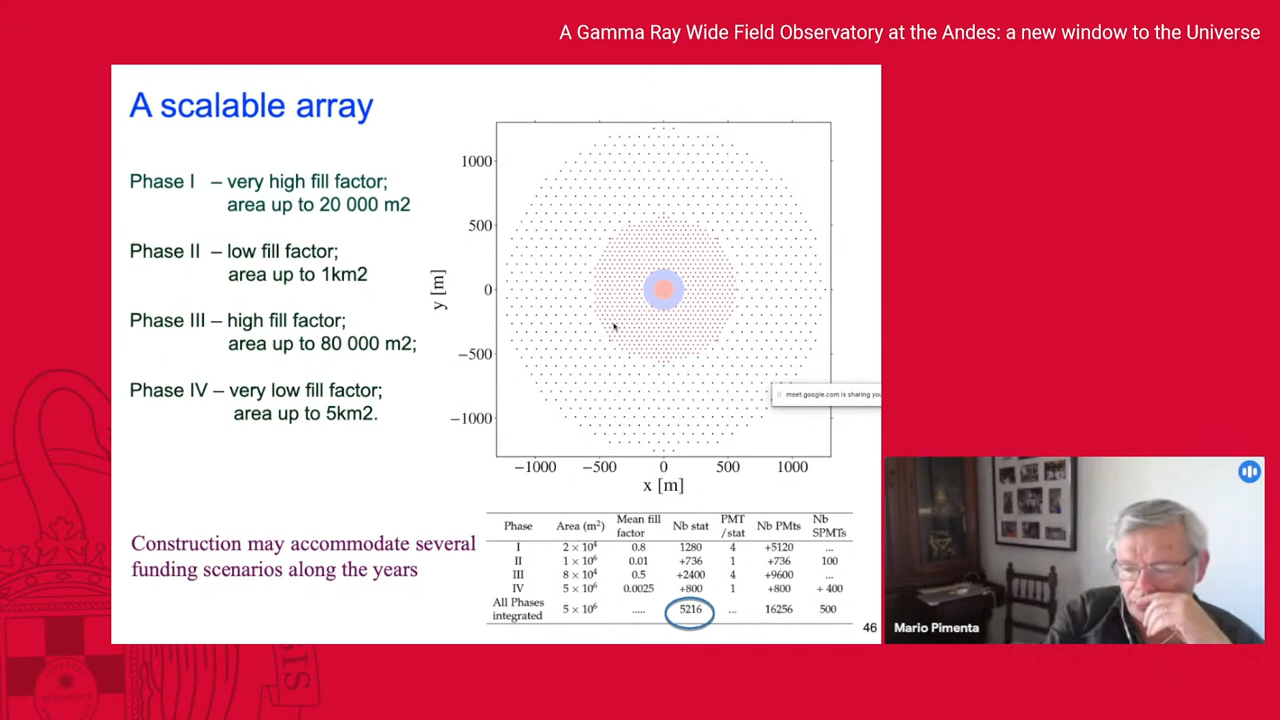 A Gamma Ray Wide Field Observatory at the Andes: a new window to the Universe
A scalable array
Phase I – very high fill factor;
area up to 20 000 m2
Phase II – low fill factor;
area up to 1km2
Phase III – high fill factor;
area up to 80 000 m2;
Phase IV – very low fill factor;
area up to 5km2.
Construction may accommodate several
funding scenarios along the years
1000
500
0
−500
−1000
y [m]
−1000 −500 0 500 1000
x [m]
meet.google.com is sharing you
Phase Area (m²) Mean fill factor Nb stat PMT /stat Nb PMts Nb SPMTs
I 2 × 10⁴ 0.8 1280 4 +5120 ...
II 1 × 10⁶ 0.01 +736 1 +736 100
III 8 × 10⁴ 0.5 +2400 4 +9600 ...
IV 5 × 10⁶ 0.0025 +800 1 +800 + 400
All Phases integrated 5 × 10⁶ ..... 5216 ... 16256 500
46
Mario Pimenta